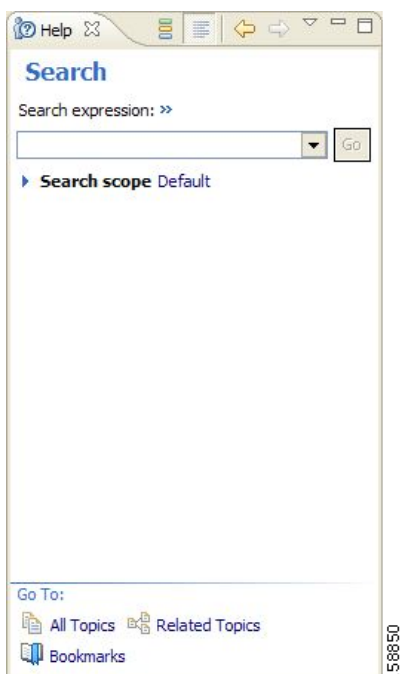 Help
Search
Search expression: »
Go
Search scope Default
Go To:
All Topics Related Topics
Bookmarks
58850